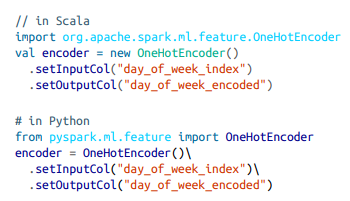 // in Scala
import org.apache.spark.ml.feature.OneHotEncoder
val encoder = new OneHotEncoder()
  .setInputCol("day_of_week_index")
  .setOutputCol("day_of_week_encoded")

# in Python
from pyspark.ml.feature import OneHotEncoder
encoder = OneHotEncoder()\
  .setInputCol("day_of_week_index")\
  .setOutputCol("day_of_week_encoded")